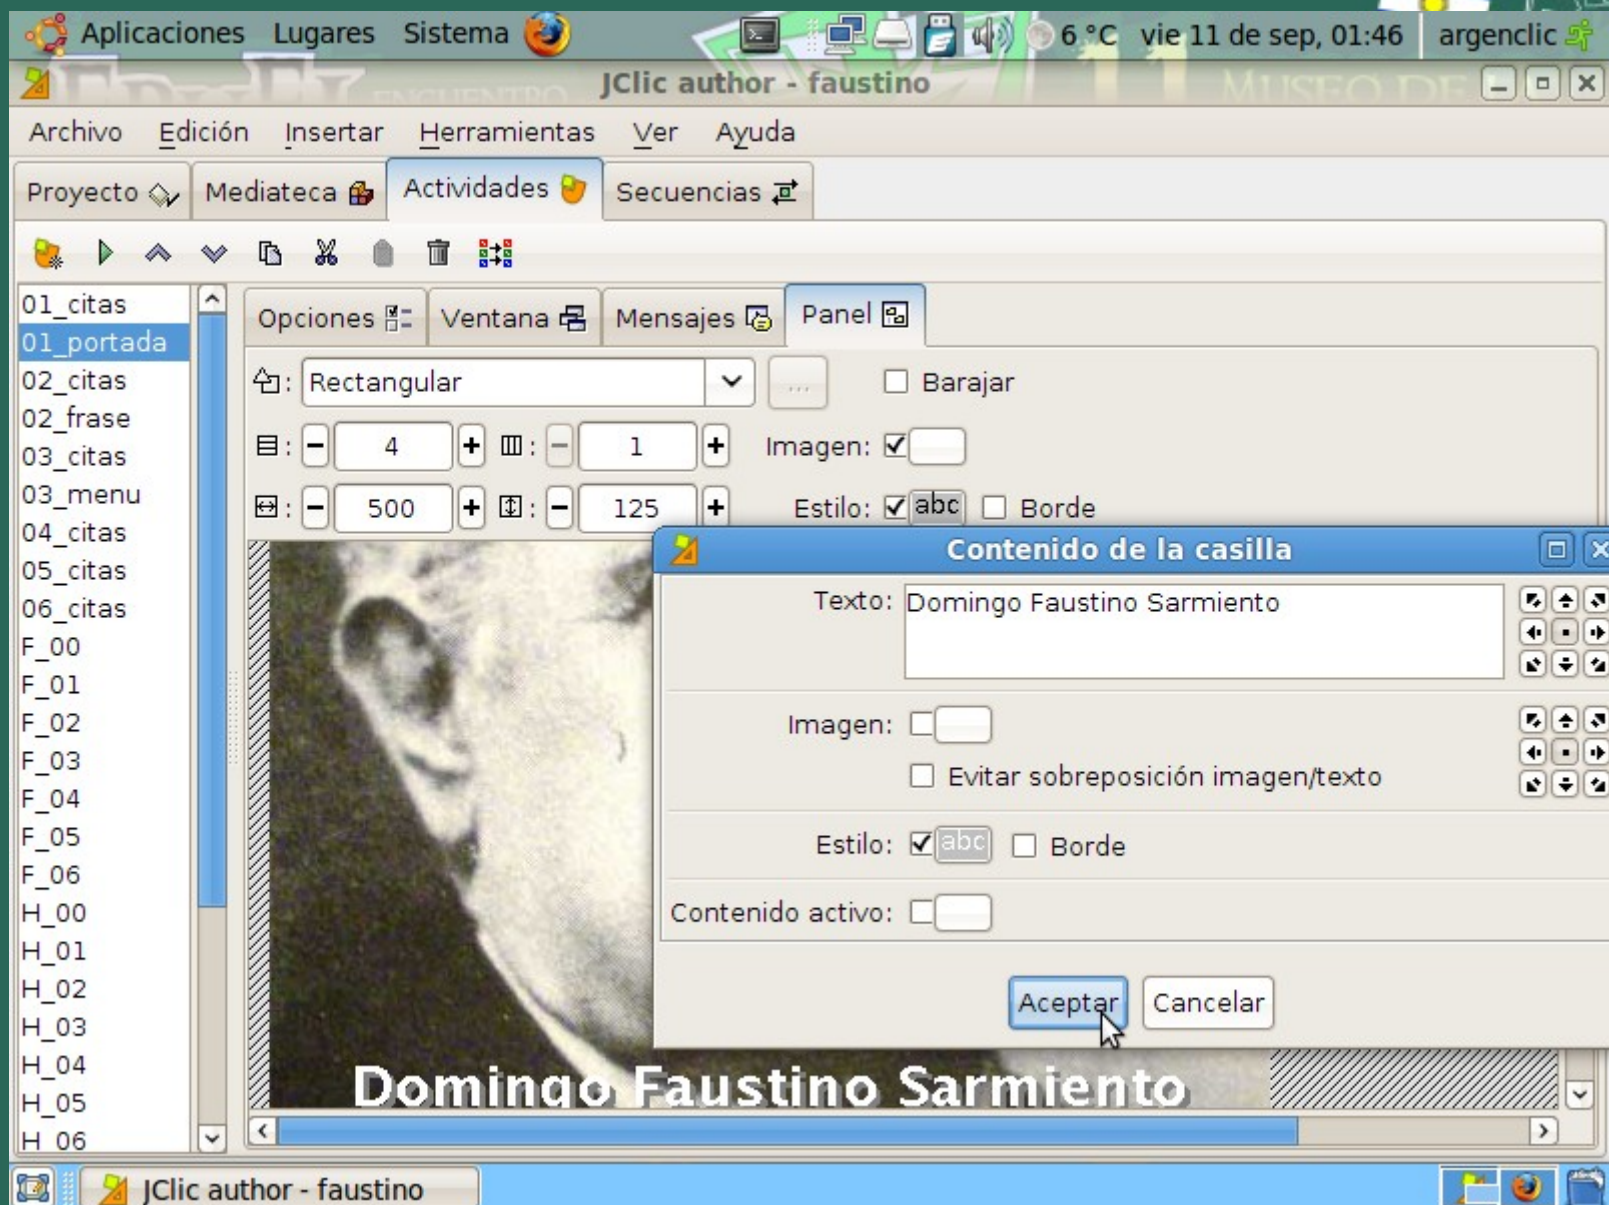 Aplicaciones Lugares Sistema 6 °C vie 11 de sep, 01:46 argenclic
JClic author - faustino
Archivo Edición Insertar Herramientas Ver Ayuda
Proyecto Mediateca Actividades Secuencias
01_citas
01_portada
02_citas
02_frase
03_citas
03_menu
04_citas
05_citas
06_citas
F_00
F_01
F_02
F_03
F_04
F_05
F_06
H_00
H_01
H_02
H_03
H_04
H_05
H_06
Opciones Ventana Mensajes Panel
: Rectangular ... Barajar
: - 4 + : - 1 + Imagen:
: - 500 + : - 125 + Estilo: abc Borde
Contenido de la casilla
Texto: Domingo Faustino Sarmiento
Imagen:
Evitar sobreposición imagen/texto
Estilo: abc Borde
Contenido activo:
Aceptar Cancelar
Domingo Faustino Sarmiento
JClic author - faustino